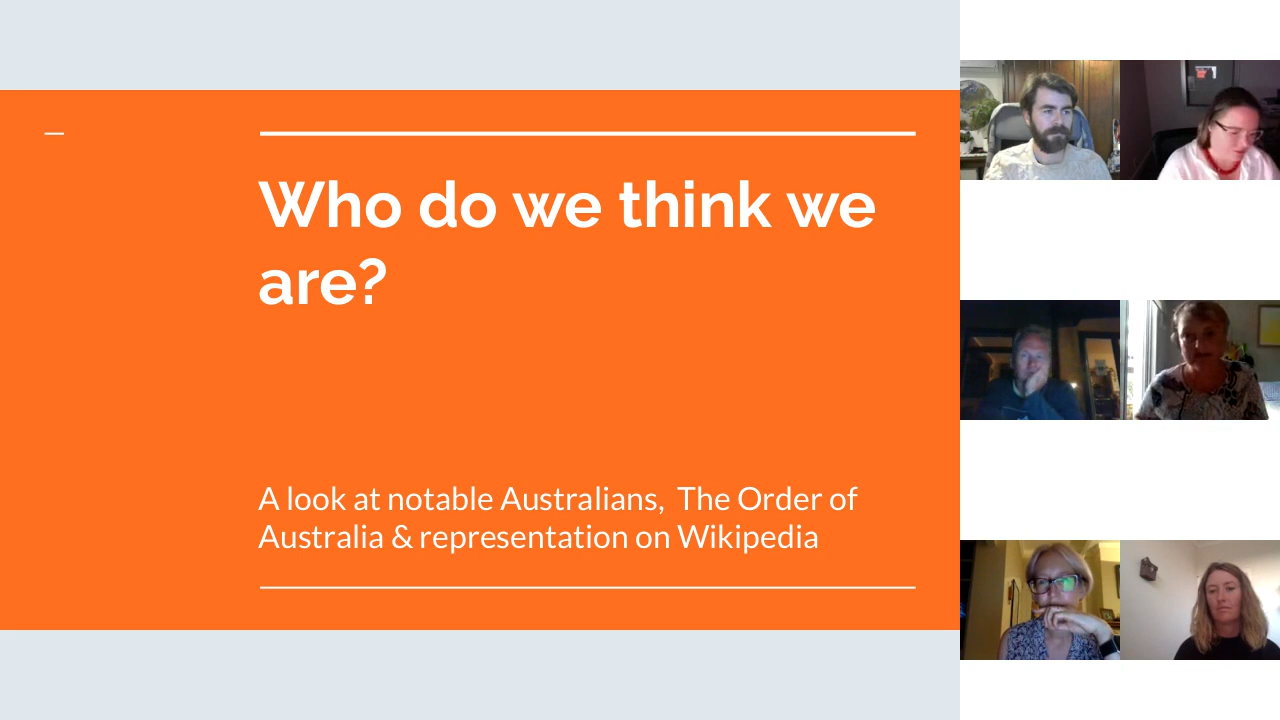 Who do we think we
are?
A look at notable Australians,  The Order of
Australia & representation on Wikipedia